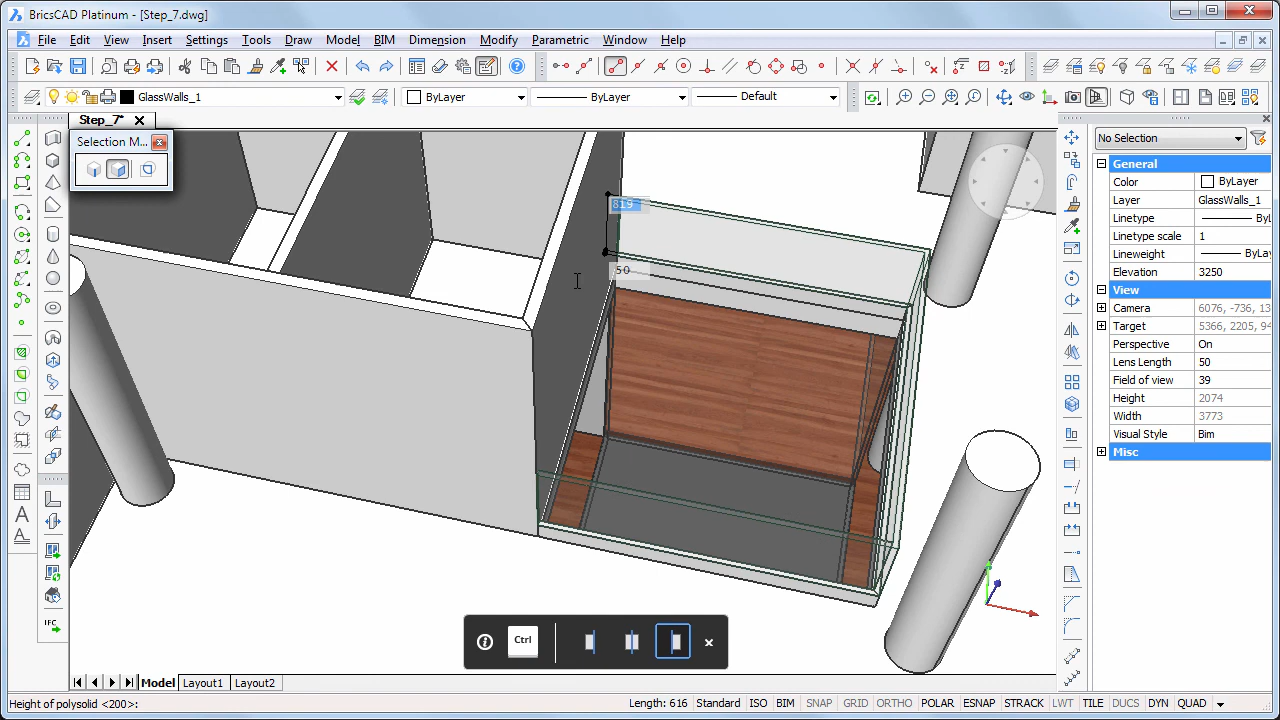 BricsCAD Platinum - [Step_7.dwg]
File Edit View Insert Settings Tools Draw Model BIM Dimension Modify Parametric Window Help
GlassWalls_1 ByLayer ByLayer Default
Step_7*
Selection M...
819
50
No Selection
General
Color ByLayer
Layer GlassWalls_1
Linetype ByL
Linetype scale 1
Lineweight ByLay
Elevation 3250
View
Camera 6076, -736, 13
Target 5366, 2205, 94
Perspective On
Lens Length 50
Field of view 39
Height 2074
Width 3773
Visual Style Bim
Misc
IFC
Ctrl
Model Layout1 Layout2
Height of polysolid <200>: Length: 616 Standard ISO BIM SNAP GRID ORTHO POLAR ESNAP STRACK LWT TILE DUCS DYN QUAD